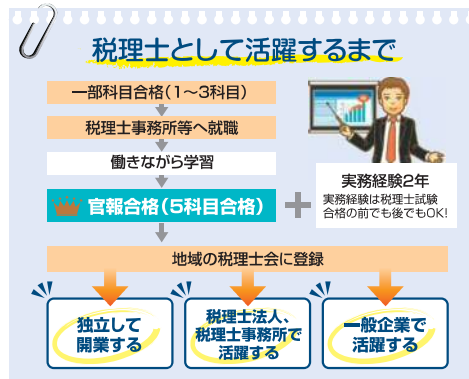 税理士として活躍するまで
一部科目合格（1〜3科目）
税理士事務所等へ就職
働きながら学習
官報合格（5科目合格）
＋
実務経験2年
実務経験は税理士試験
合格の前でも後でもOK!
地域の税理士会に登録
独立して
開業する
税理士法人、
税理士事務所で
活躍する
一般企業で
活躍する